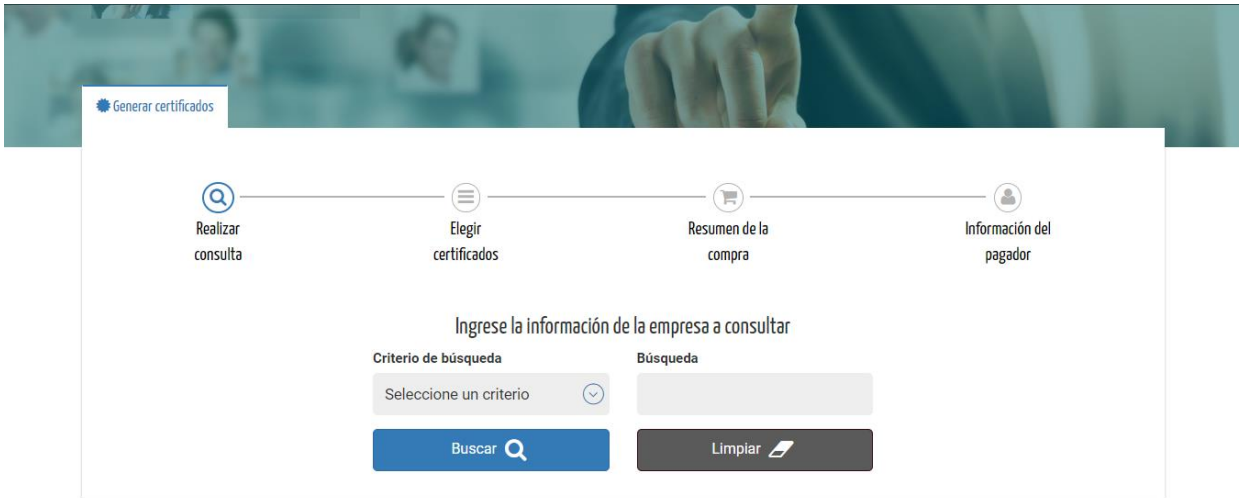 Generar certificados
Realizar
consulta
Elegir
certificados
Resumen de la
compra
Información del
pagador
Ingrese la información de la empresa a consultar
Criterio de búsqueda
Búsqueda
Seleccione un criterio
Buscar
Limpiar